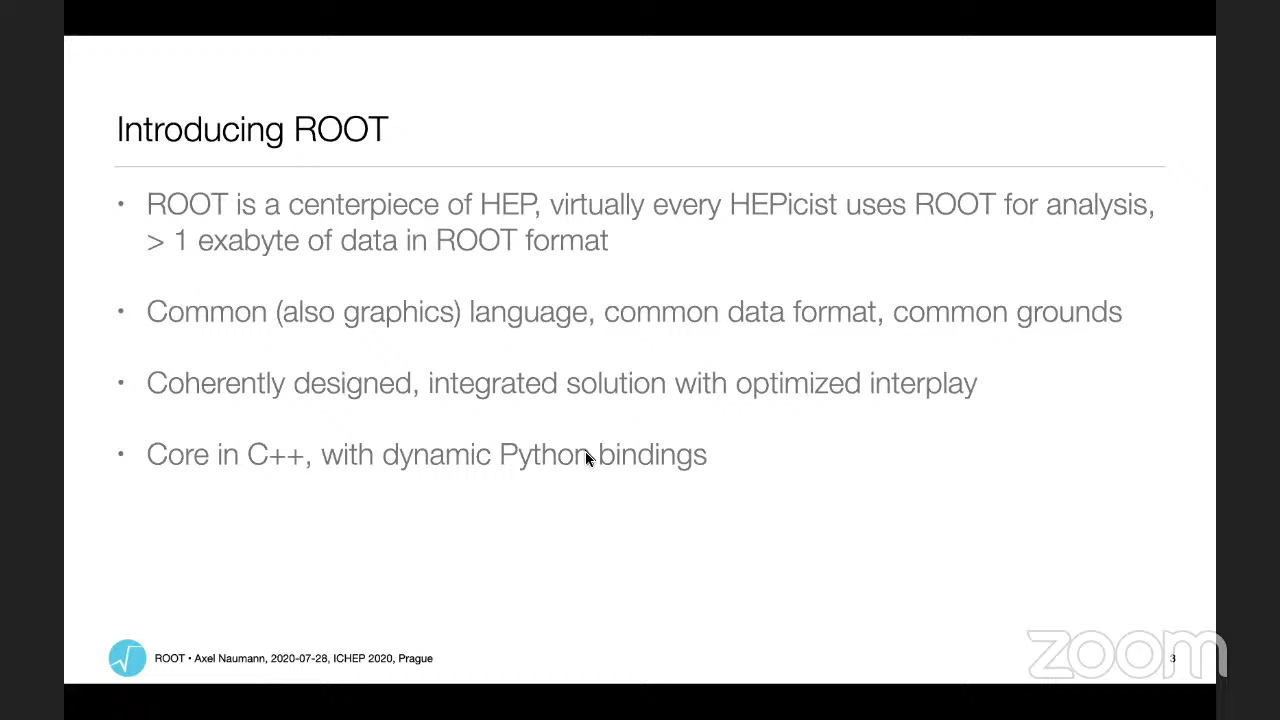 Introducing ROOT
• ROOT is a centerpiece of HEP, virtually every HEPicist uses ROOT for analysis,
> 1 exabyte of data in ROOT format
• Common (also graphics) language, common data format, common grounds
• Coherently designed, integrated solution with optimized interplay
• Core in C++, with dynamic Python bindings
ROOT • Axel Naumann, 2020-07-28, ICHEP 2020, Prague
3
zoom